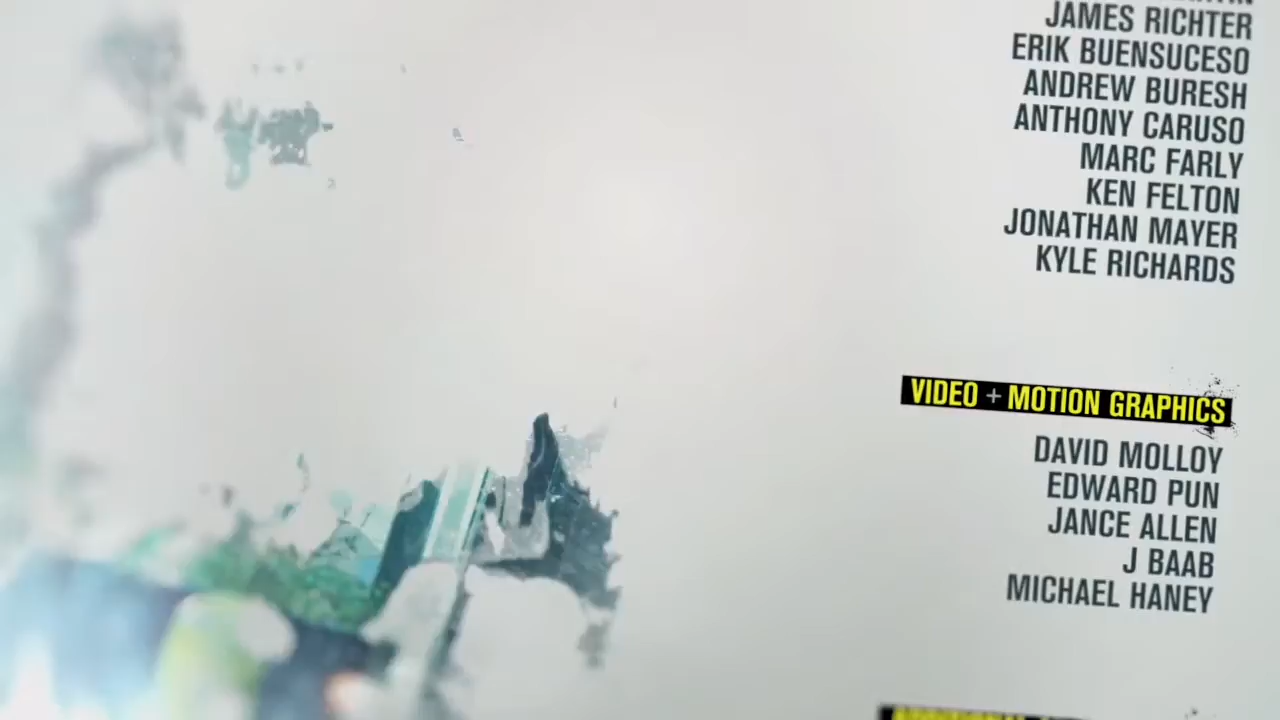 JAMES RICHTER
ERIK BUENSUCESO
ANDREW BURESH
ANTHONY CARUSO
MARC FARLY
KEN FELTON
JONATHAN MAYER
KYLE RICHARDS
VIDEO + MOTION GRAPHICS
DAVID MOLLOY
EDWARD PUN
JANCE ALLEN
J BAAB
MICHAEL HANEY